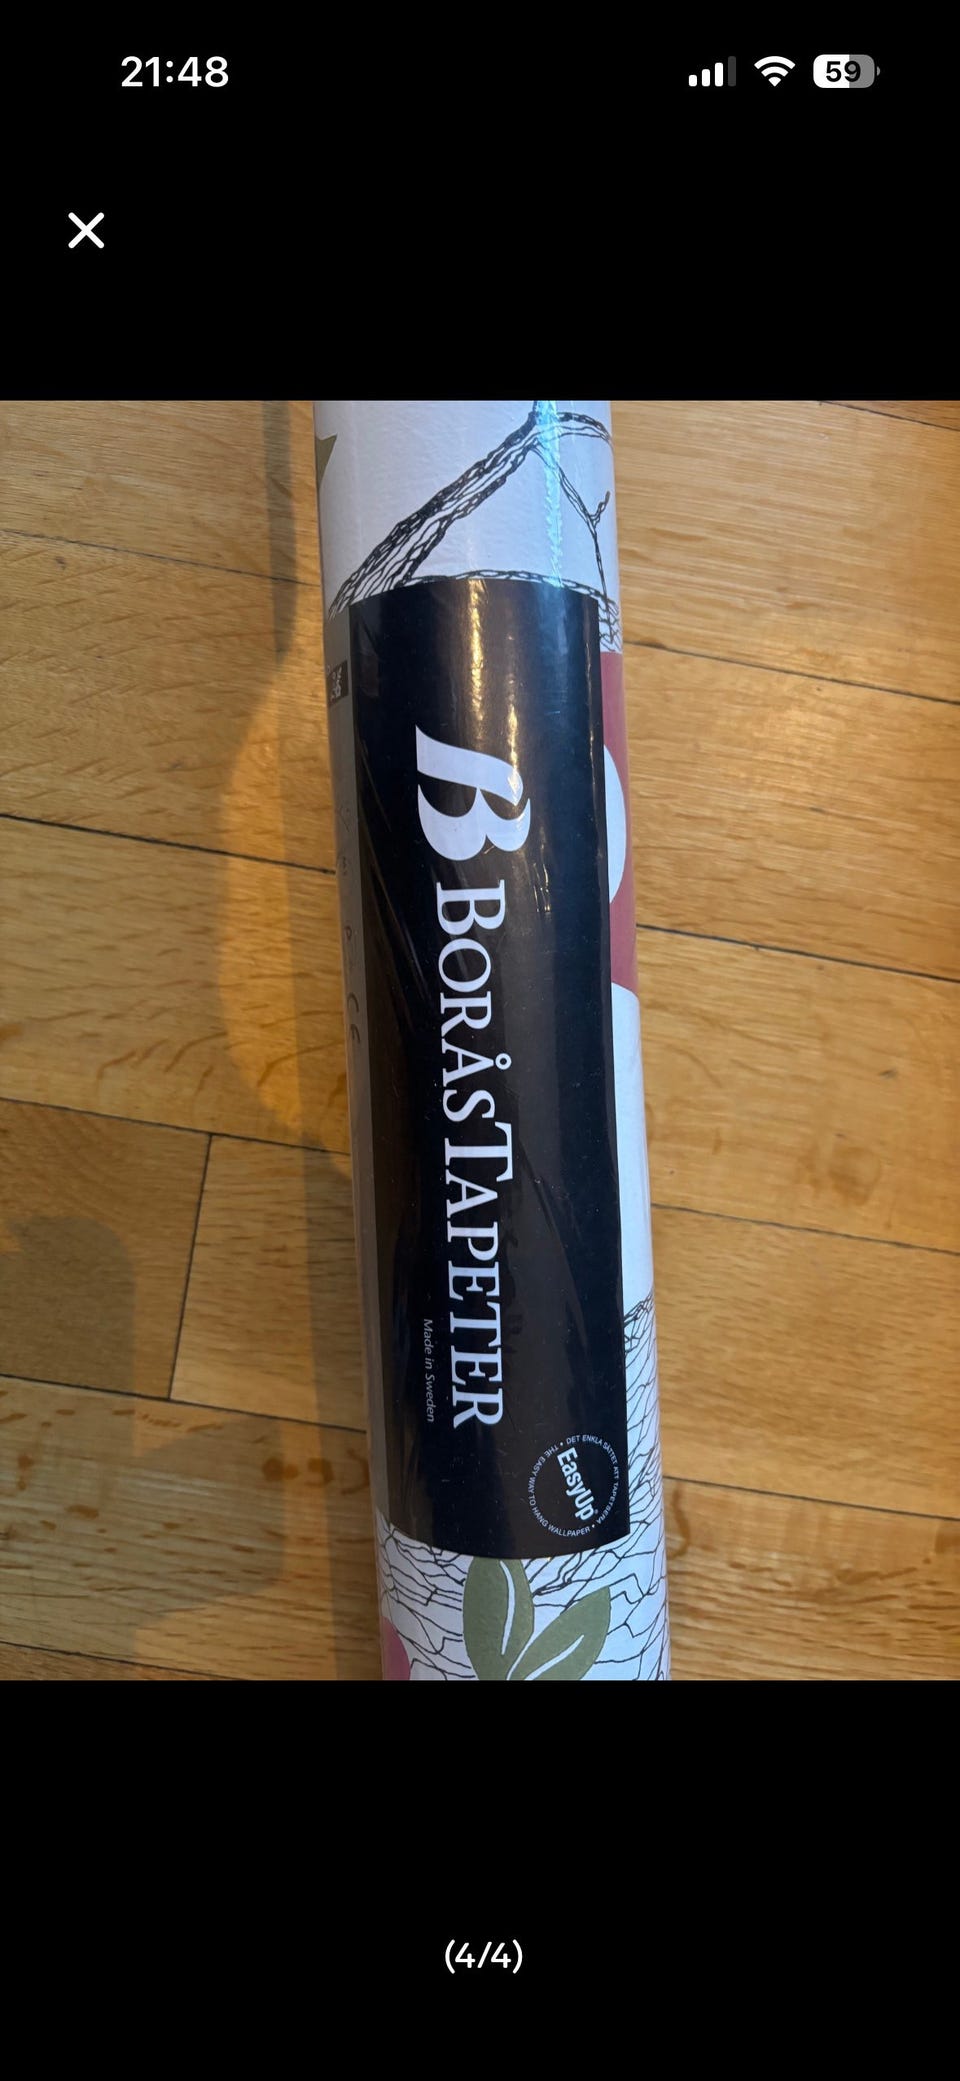 21:48
59
B
BORÅSTAPETER
Made in Sweden
EasyUp®
• DET ENKLA SÄTTET ATT TAPETSERA
• THE EASY WAY TO HANG WALLPAPER
CE
(4/4)